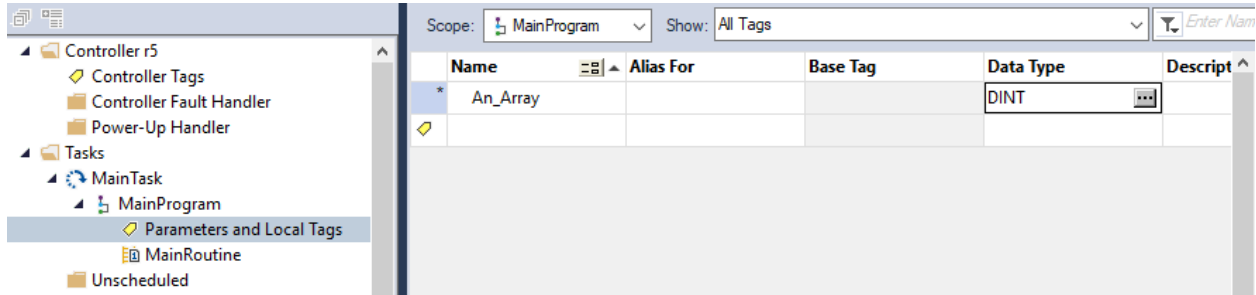 Controller r5
Controller Tags
Controller Fault Handler
Power-Up Handler
Tasks
MainTask
MainProgram
Parameters and Local Tags
MainRoutine
Unscheduled
Scope: MainProgram Show: All Tags Enter Nam
Name Alias For Base Tag Data Type Descript
* An_Array DINT ...